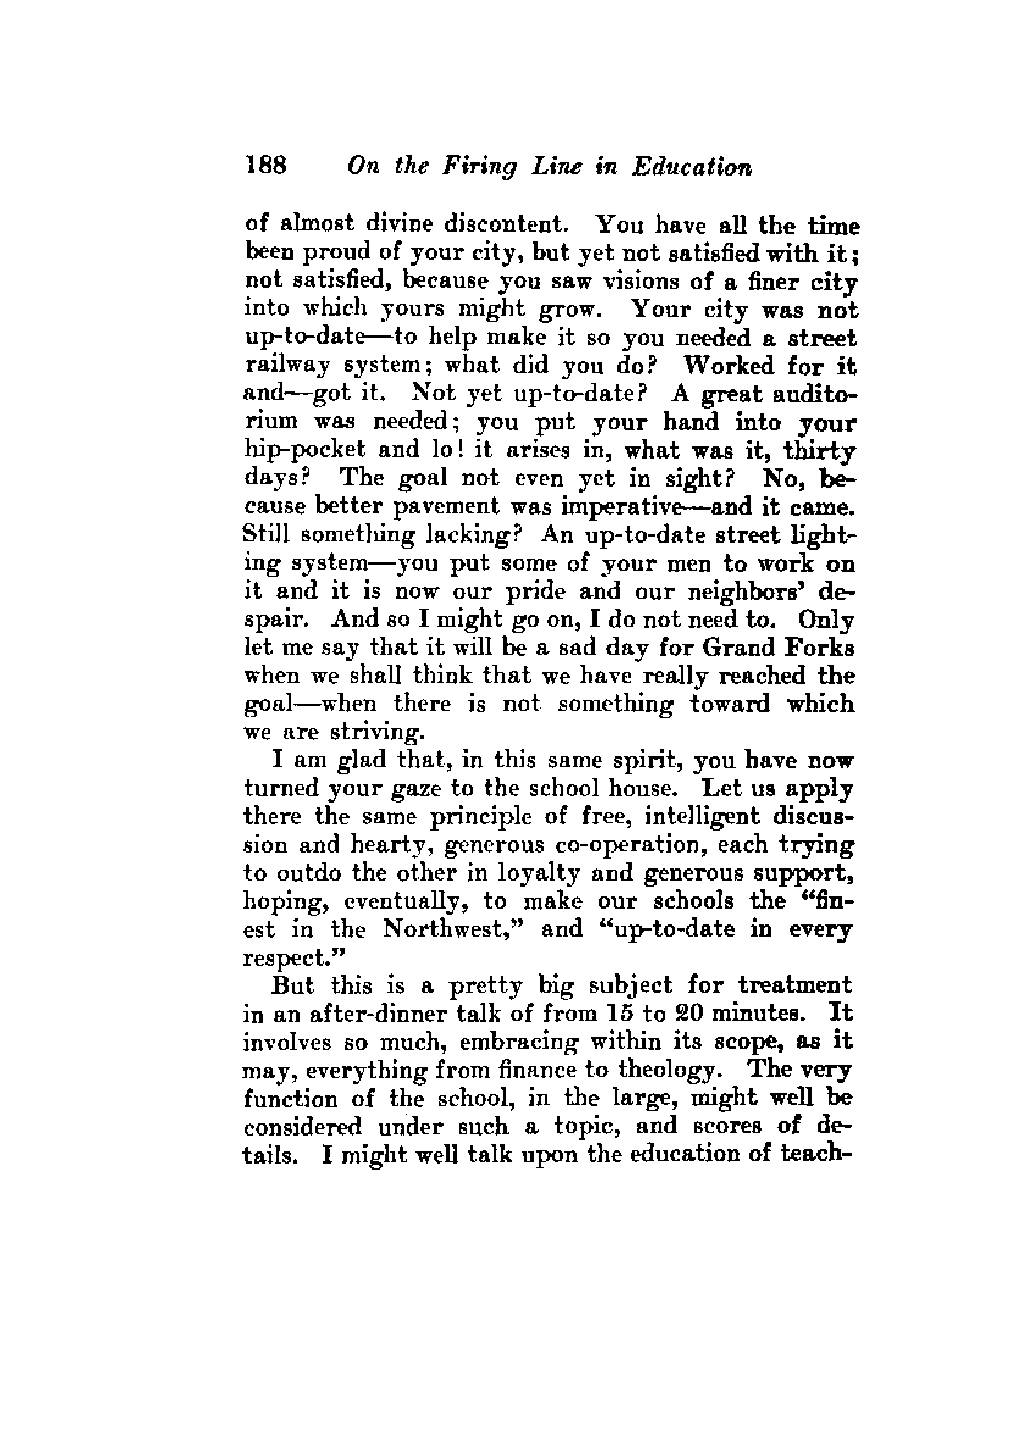 188 On the Firing Line in Education
of almost divine discontent. You have all the time
been proud of your city, but yet not satisfied with it;
not satisfied, because you saw visions of a finer city
into which yours might grow. Your city was not
up-to-date—to help make it so you needed a street
railway system; what did you do? Worked for it
and—got it. Not yet up-to-date? A great audito-
rium was needed; you put your hand into your
hip-pocket and lo! it arises in, what was it, thirty
days? The goal not even yet in sight? No, be-
cause better pavement was imperative—and it came.
Still something lacking? An up-to-date street light-
ing system—you put some of your men to work on
it and it is now our pride and our neighbors' de-
spair. And so I might go on, I do not need to. Only
let me say that it will be a sad day for Grand Forks
when we shall think that we have really reached the
goal—when there is not something toward which
we are striving.
I am glad that, in this same spirit, you have now
turned your gaze to the school house. Let us apply
there the same principle of free, intelligent discus-
sion and hearty, generous co-operation, each trying
to outdo the other in loyalty and generous support,
hoping, eventually, to make our schools the "fin-
est in the Northwest," and "up-to-date in every
respect."
But this is a pretty big subject for treatment
in an after-dinner talk of from 15 to 20 minutes. It
involves so much, embracing within its scope, as it
may, everything from finance to theology. The very
function of the school, in the large, might well be
considered under such a topic, and scores of de-
tails. I might well talk upon the education of teach-